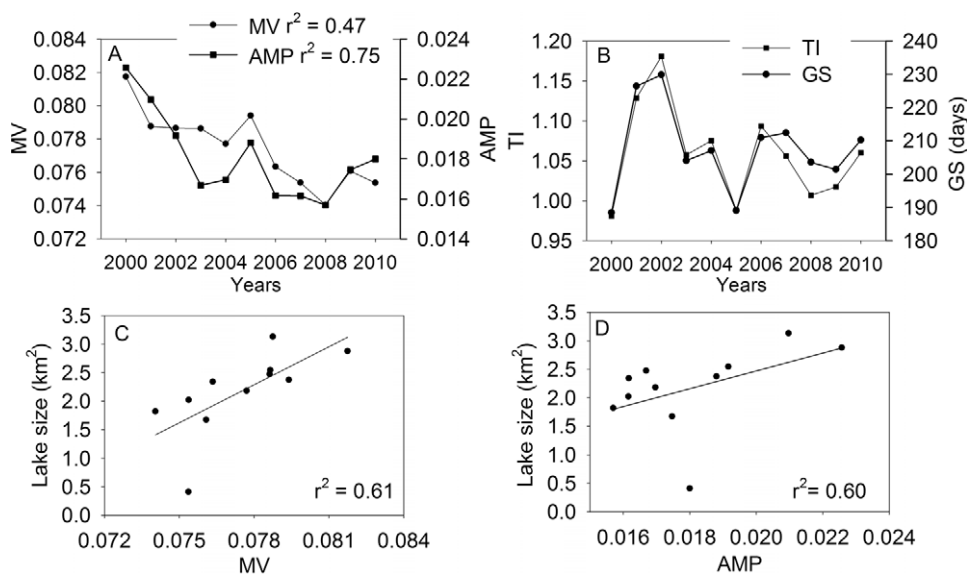 A
MV r² = 0.47
AMP r² = 0.75
MV
0.084
0.082
0.080
0.078
0.076
0.074
0.072
AMP
0.024
0.022
0.020
0.018
0.016
0.014
2000 2002 2004 2006 2008 2010
Years
B
TI
GS
TI
1.20
1.15
1.10
1.05
1.00
0.95
GS (days)
240
230
220
210
200
190
180
2000 2002 2004 2006 2008 2010
Years
C
Lake size (km²)
3.5
3.0
2.5
2.0
1.5
1.0
0.5
0.0
r² = 0.61
0.072 0.075 0.078 0.081 0.084
MV
D
Lake size (km²)
3.5
3.0
2.5
2.0
1.5
1.0
0.5
0.0
r²= 0.60
0.016 0.018 0.020 0.022 0.024
AMP